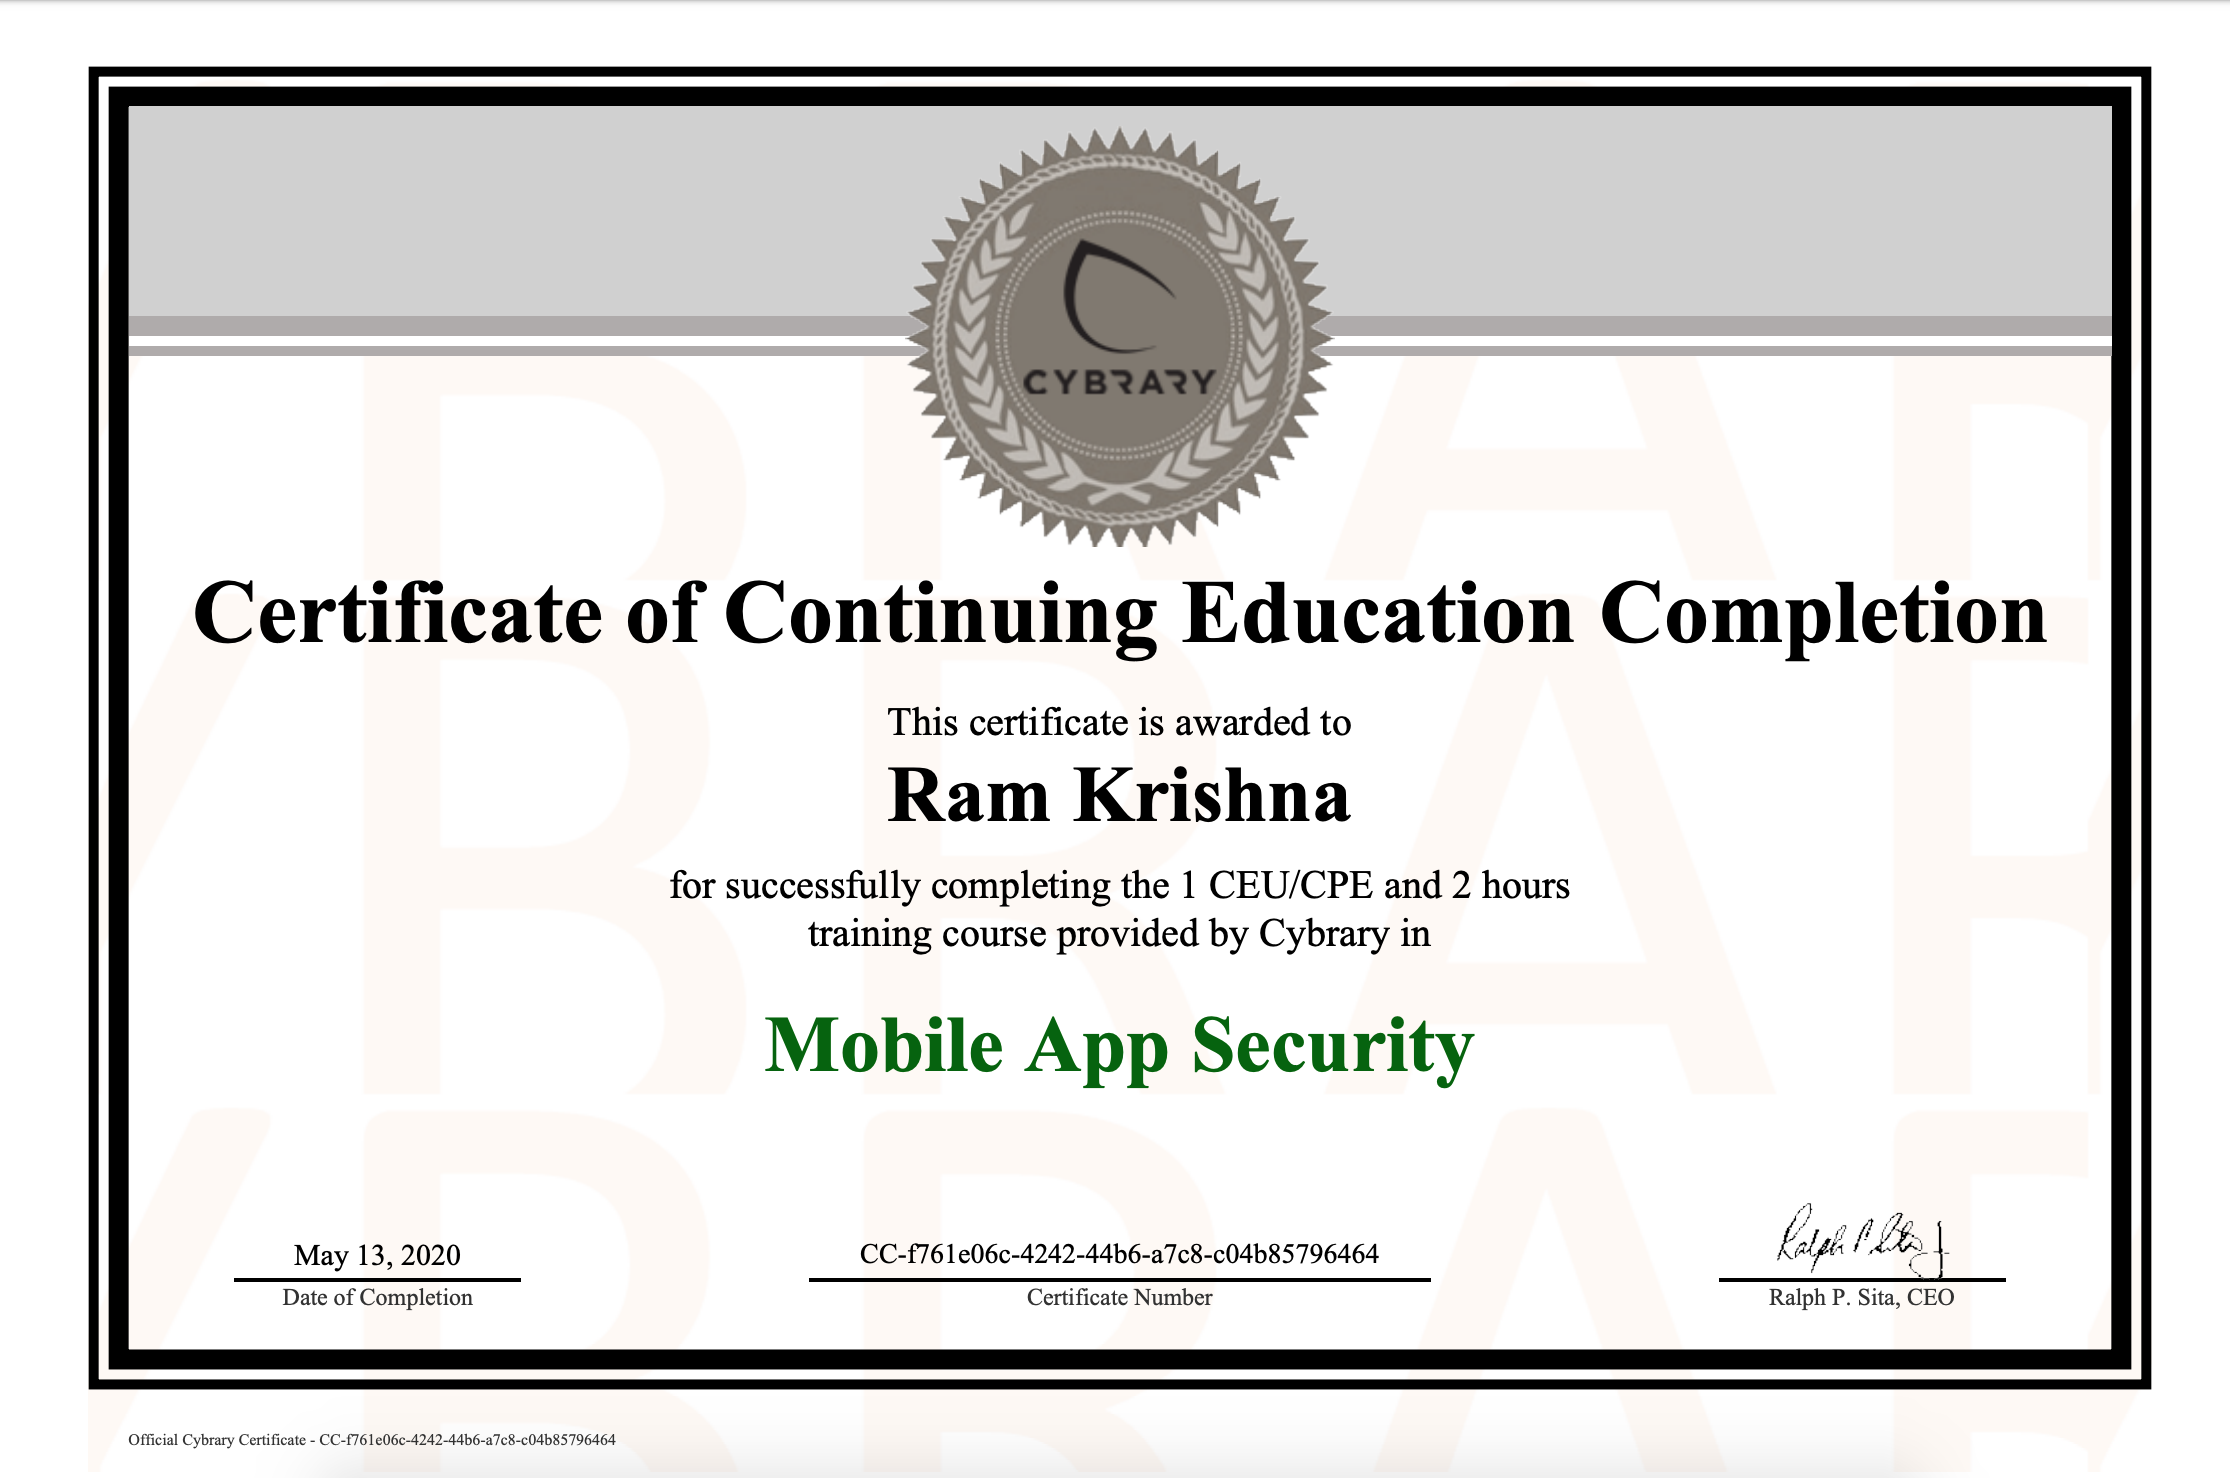 CYBRARY
Certificate of Continuing Education Completion
This certificate is awarded to
Ram Krishna
for successfully completing the 1 CEU/CPE and 2 hours
training course provided by Cybrary in
Mobile App Security
May 13, 2020
Date of Completion
CC-f761e06c-4242-44b6-a7c8-c04b85796464
Certificate Number
Ralph P. Sita, CEO
Official Cybrary Certificate - CC-f761e06c-4242-44b6-a7c8-c04b85796464